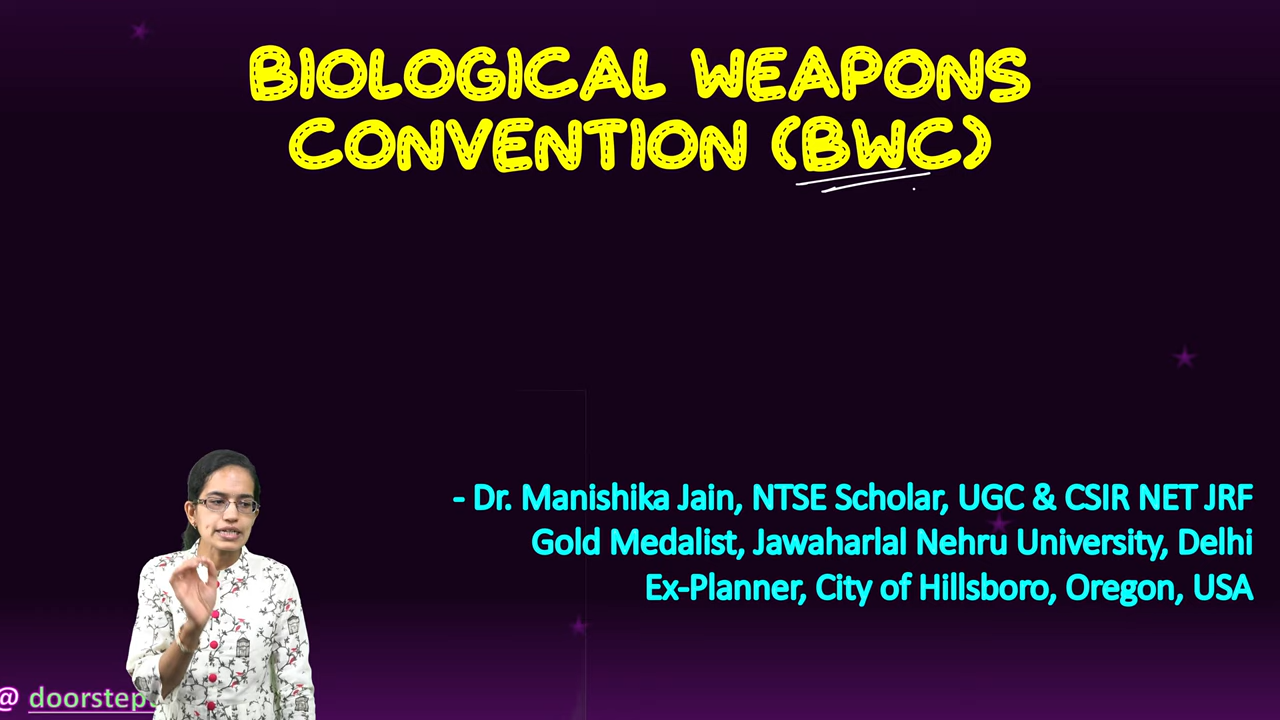 BIOLOGICAL WEAPONS
CONVENTION (BWC)
- Dr. Manishika Jain, NTSE Scholar, UGC & CSIR NET JRF
Gold Medalist, Jawaharlal Nehru University, Delhi
Ex-Planner, City of Hillsboro, Oregon, USA
@ doorstep